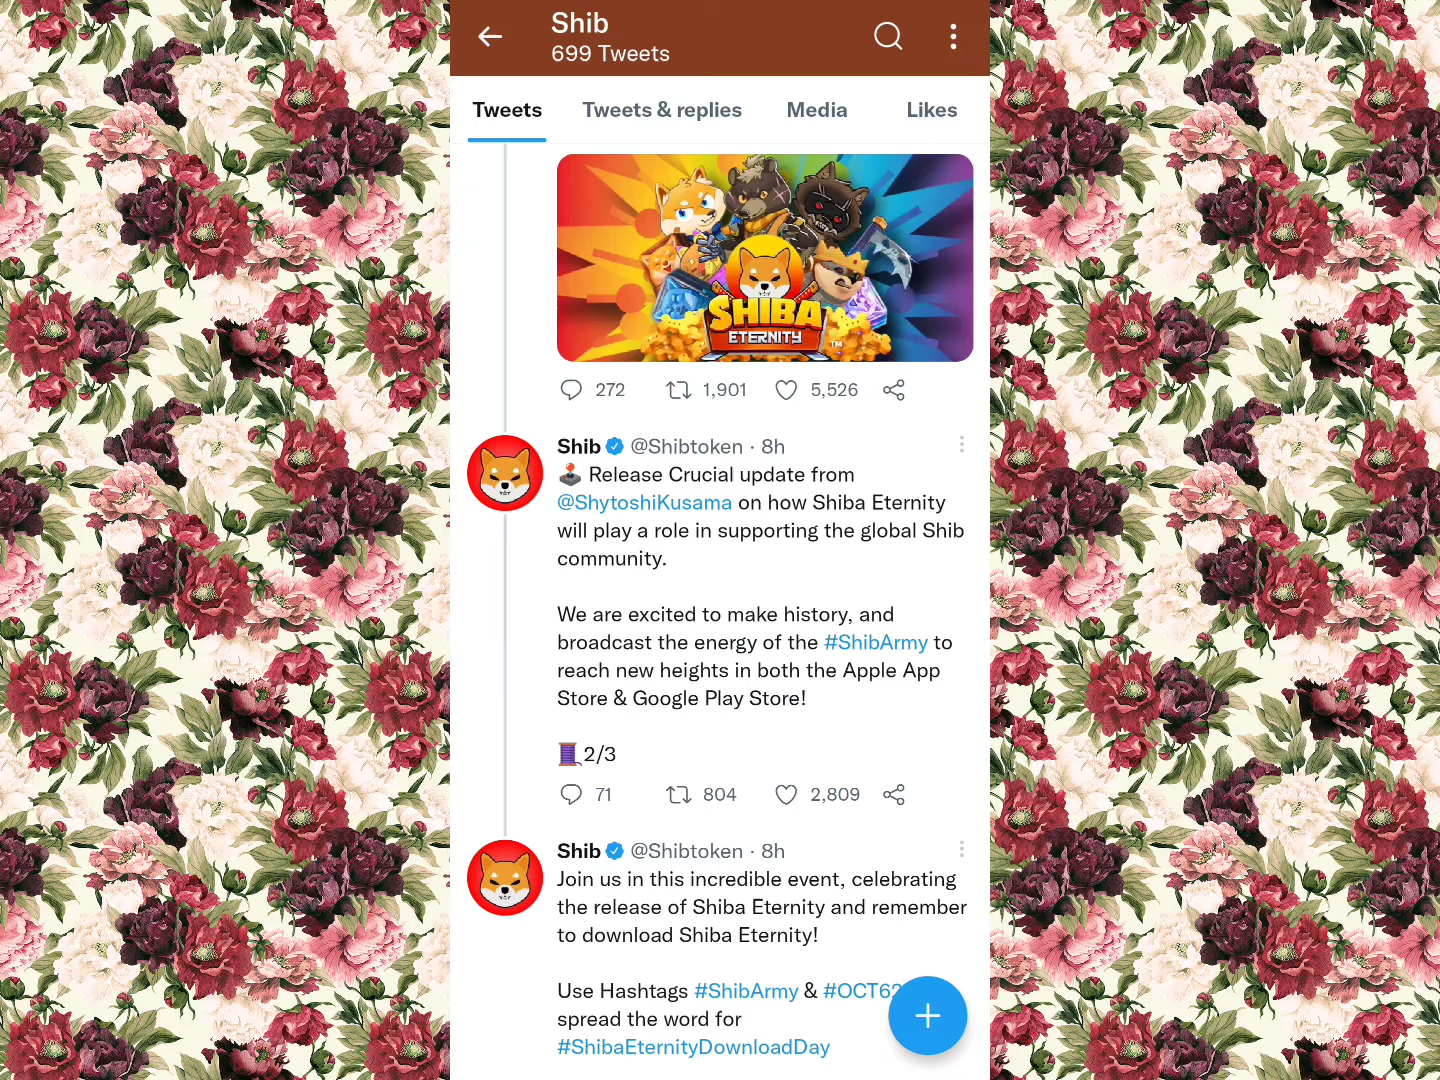 Shib
699 Tweets
Tweets Tweets & replies Media Likes
SHIBA
ETERNITY
TM
272 1,901 5,526
Shib @Shibtoken · 8h
🕹️ Release Crucial update from
@ShytoshiKusama on how Shiba Eternity
will play a role in supporting the global Shib
community.
We are excited to make history, and
broadcast the energy of the #ShibArmy to
reach new heights in both the Apple App
Store & Google Play Store!
🧵2/3
71 804 2,809
Shib @Shibtoken · 8h
Join us in this incredible event, celebrating
the release of Shiba Eternity and remember
to download Shiba Eternity!
Use Hashtags #ShibArmy &
spread the word for
#ShibaEternityDownloadDay